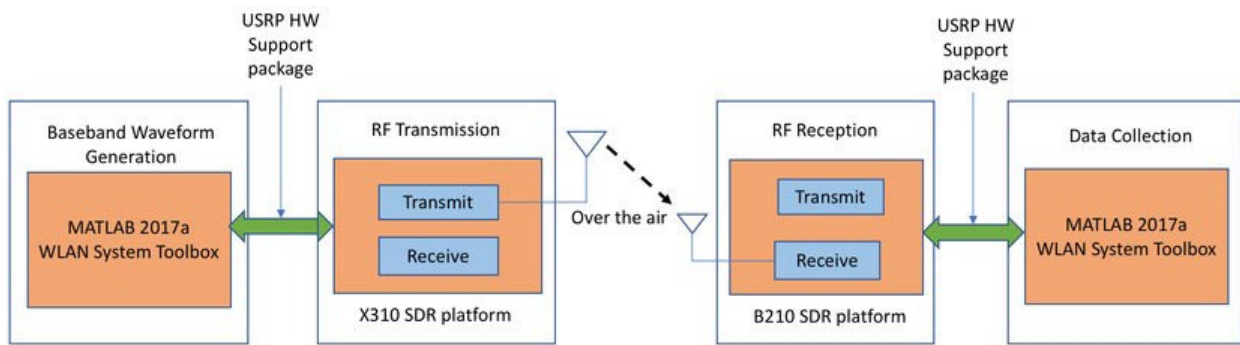 USRP HW
Support
package
Baseband Waveform
Generation
MATLAB 2017a
WLAN System Toolbox
RF Transmission
Transmit
Receive
X310 SDR platform
Over the air
RF Reception
Transmit
Receive
B210 SDR platform
USRP HW
Support
package
Data Collection
MATLAB 2017a
WLAN System Toolbox